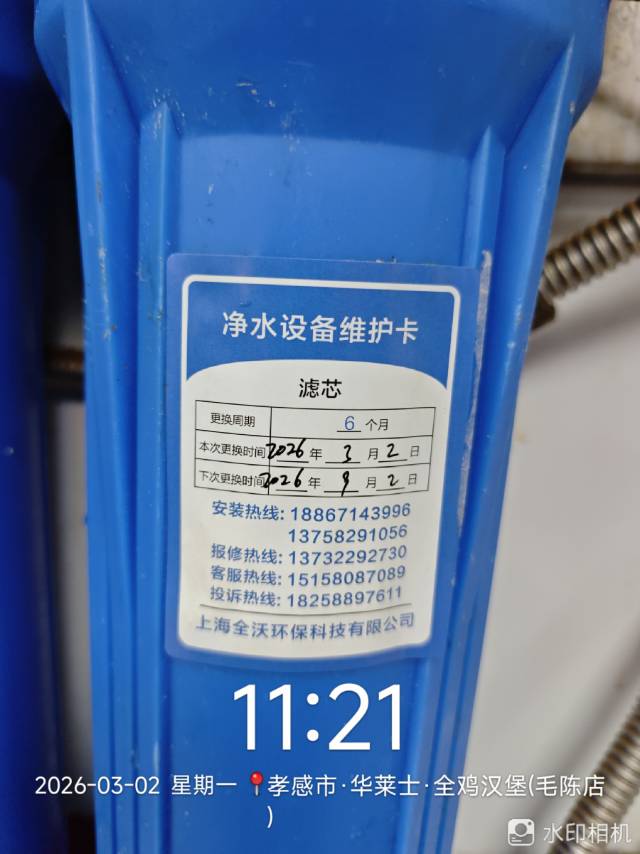 净水设备维护卡
滤芯
更换周期 6 个月
本次更换时间 2026 年 3 月 2 日
下次更换时间 2026 年 9 月 2 日
安装热线: 18867143996
13758291056
报修热线: 13732292730
客服热线: 15158087089
投诉热线: 18258897611
上海全沃环保科技有限公司
11:21
2026-03-02 星期一 📍孝感市·华莱士·全鸡汉堡(毛陈店
)
水印相机